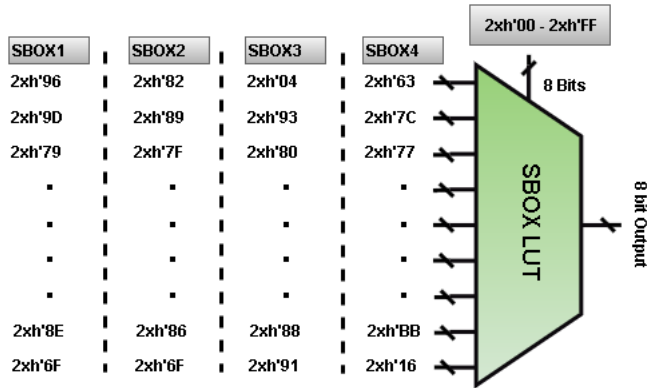 2xh'00 - 2xh'FF
SBOX1 SBOX2 SBOX3 SBOX4
8 Bits
2xh'96 2xh'82 2xh'04 2xh'63
2xh'9D 2xh'89 2xh'93 2xh'7C
2xh'79 2xh'7F 2xh'80 2xh'77
SBOX LUT
8 bit Output
2xh'8E 2xh'86 2xh'88 2xh'BB
2xh'6F 2xh'6F 2xh'91 2xh'16